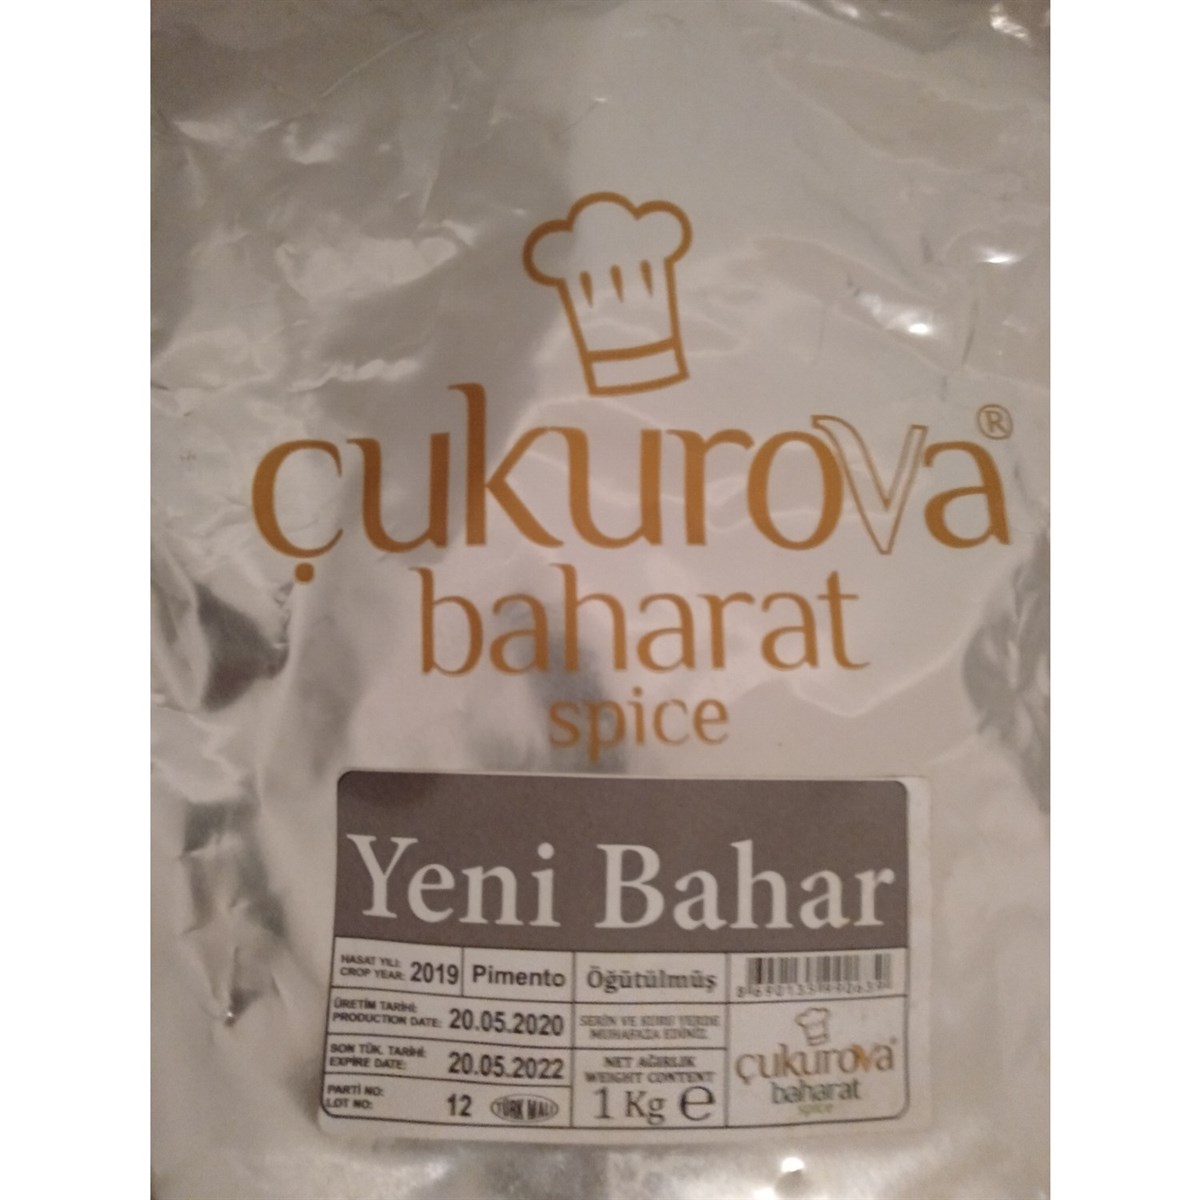 çukurova®
baharat
spice
Yeni Bahar
HASAT YILI:
CROP YEAR: 2019 Pimento Öğütülmüş
ÜRETİM TARİHİ:
PRODUCTION DATE: 20.05.2020
SERİN VE KURU YERDE
MUHAFAZA EDİNİZ.
SON TÜK. TARİHİ:
EXPIRE DATE: 20.05.2022
NET AĞIRLIK
WEIGHT CONTENT
1 Kg e
PARTİ NO:
LOT NO: 12 TÜRK MALI
çukurova
baharat
spice